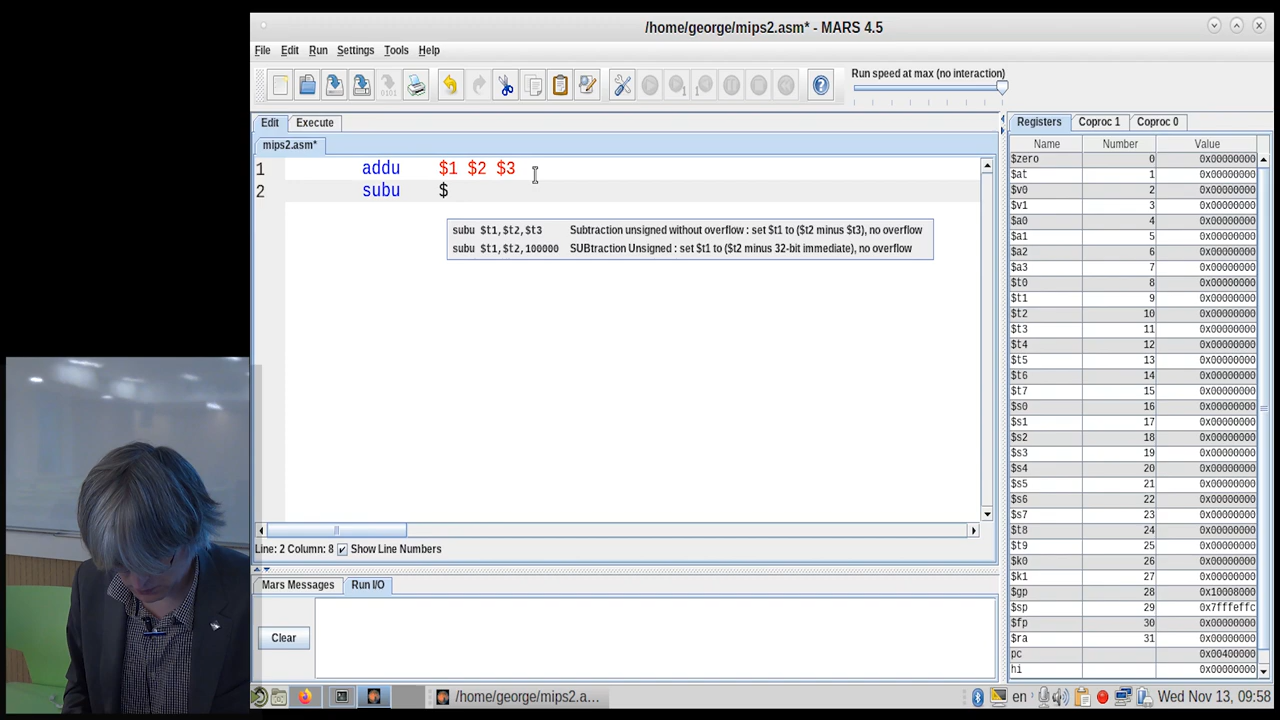 /home/george/mips2.asm* - MARS 4.5
File Edit Run Settings Tools Help
Run speed at max (no interaction)
Edit Execute
mips2.asm*
1 addu $1 $2 $3
2 subu $
subu $t1,$t2,$t3 Subtraction unsigned without overflow : set $t1 to ($t2 minus $t3), no overflow
subu $t1,$t2,100000 SUBtraction Unsigned : set $t1 to ($t2 minus 32-bit immediate), no overflow
Line: 2 Column: 8 Show Line Numbers
Mars Messages Run I/O
Clear
Registers Coproc 1 Coproc 0
Name Number Value
$zero 0 0x00000000
$at 1 0x00000000
$v0 2 0x00000000
$v1 3 0x00000000
$a0 4 0x00000000
$a1 5 0x00000000
$a2 6 0x00000000
$a3 7 0x00000000
$t0 8 0x00000000
$t1 9 0x00000000
$t2 10 0x00000000
$t3 11 0x00000000
$t4 12 0x00000000
$t5 13 0x00000000
$t6 14 0x00000000
$t7 15 0x00000000
$s0 16 0x00000000
$s1 17 0x00000000
$s2 18 0x00000000
$s3 19 0x00000000
$s4 20 0x00000000
$s5 21 0x00000000
$s6 22 0x00000000
$s7 23 0x00000000
$t8 24 0x00000000
$t9 25 0x00000000
$k0 26 0x00000000
$k1 27 0x00000000
$gp 28 0x10008000
$sp 29 0x7fffeffc
$fp 30 0x00000000
$ra 31 0x00000000
pc 0x00400000
hi 0x00000000
/home/george/mips2.a... en Wed Nov 13, 09:58